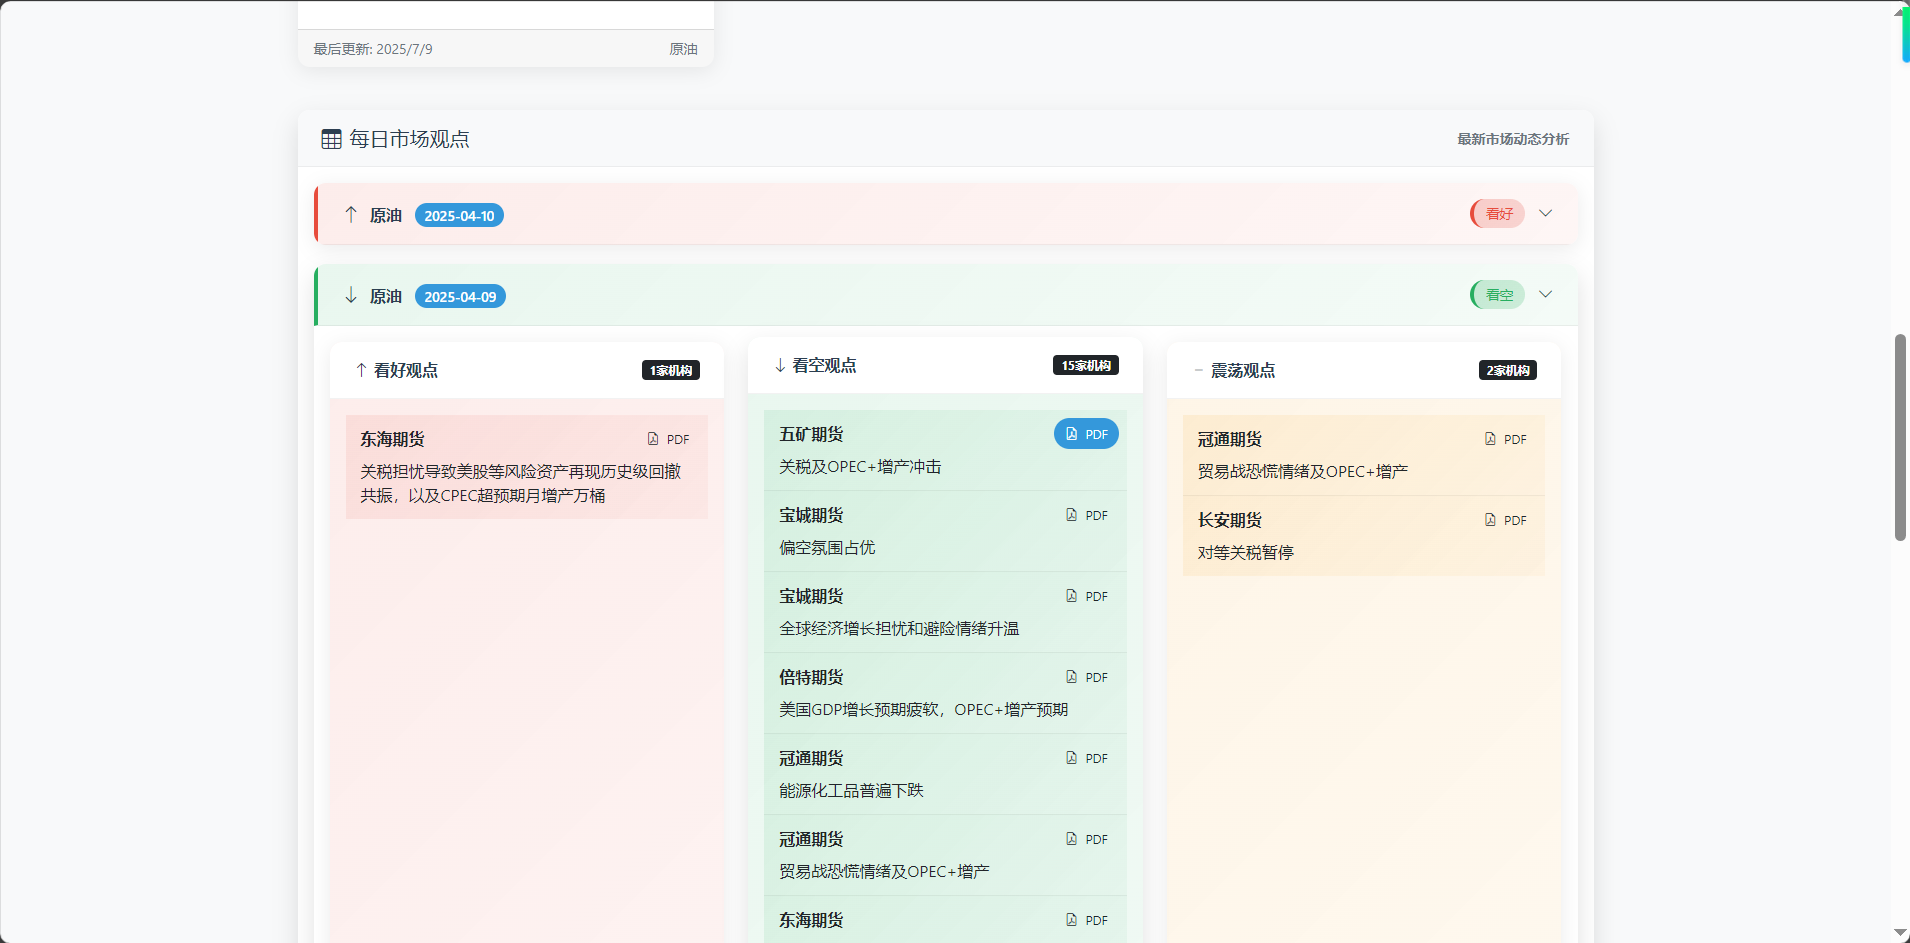 最后更新: 2025/7/9
原油
每日市场观点
最新市场动态分析
原油 2025-04-10
看好
原油 2025-04-09
看空
看好观点
1家机构
东海期货
PDF
关税担忧导致美股等风险资产再现历史级回撤
共振，以及CPEC超预期月增产万桶
看空观点
15家机构
五矿期货
PDF
关税及OPEC+增产冲击
宝城期货
PDF
偏空氛围占优
宝城期货
PDF
全球经济增长担忧和避险情绪升温
倍特期货
PDF
美国GDP增长预期疲软，OPEC+增产预期
冠通期货
PDF
能源化工品普遍下跌
冠通期货
PDF
贸易战恐慌情绪及OPEC+增产
东海期货
PDF
震荡观点
2家机构
冠通期货
PDF
贸易战恐慌情绪及OPEC+增产
长安期货
PDF
对等关税暂停